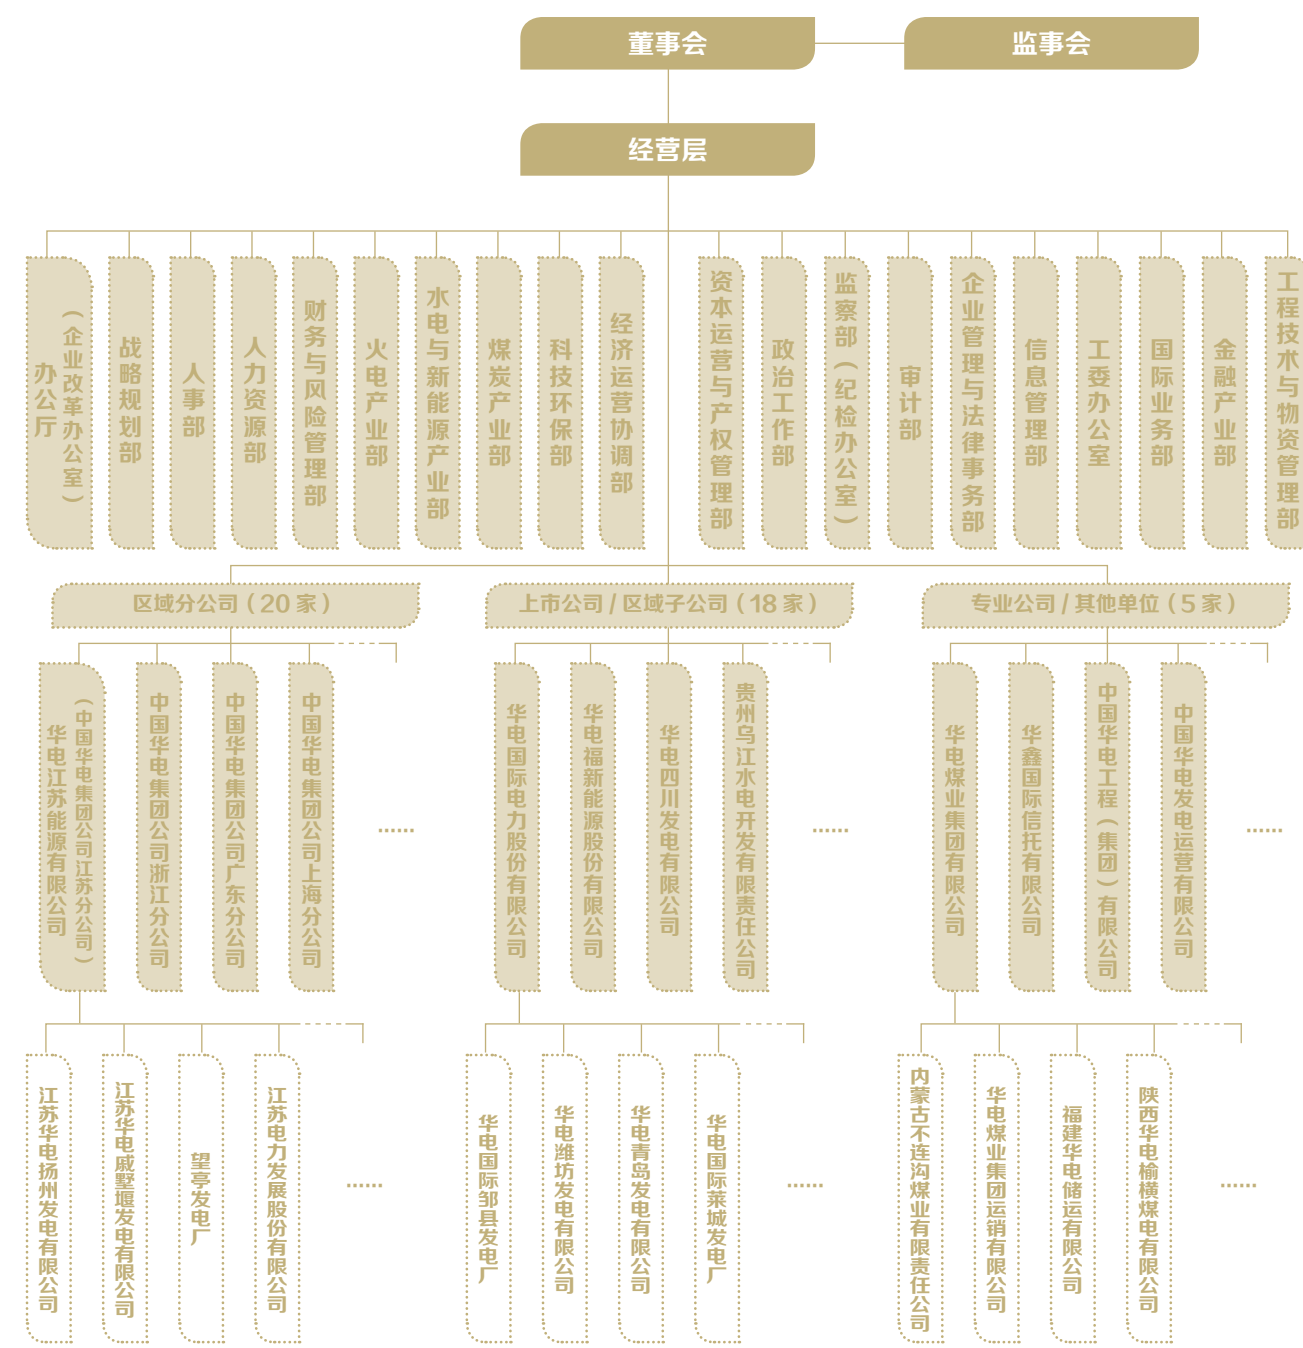 董事会
监事会
经营层
办公厅
（企业改革办公室）
战略规划部
人事部
人力资源部
财务与风险管理部
火电产业部
水电与新能源产业部
煤炭产业部
科技环保部
经济运营协调部
资本运营与产权管理部
政治工作部
监察部（纪检办公室）
审计部
企业管理与法律事务部
信息管理部
工委办公室
国际业务部
金融产业部
工程技术与物资管理部
区域分公司（20 家）
上市公司 / 区域子公司（18 家）
专业公司 / 其他单位（5 家）
华电江苏能源有限公司
（中国华电集团公司江苏分公司）
中国华电集团公司浙江分公司
中国华电集团公司广东分公司
中国华电集团公司上海分公司
......
华电国际电力股份有限公司
华电福新能源股份有限公司
华电四川发电有限公司
贵州乌江水电开发有限责任公司
......
华电煤业集团有限公司
华鑫国际信托有限公司
中国华电工程（集团）有限公司
中国华电发电运营有限公司
......
江苏华电扬州发电有限公司
江苏华电戚墅堰发电有限公司
望亭发电厂
江苏电力发展股份有限公司
......
华电国际邹县发电厂
华电潍坊发电有限公司
华电青岛发电有限公司
华电国际莱城发电厂
......
内蒙古不连沟煤业有限责任公司
华电煤业集团运销有限公司
福建华电储运有限公司
陕西华电榆横煤电有限公司
......